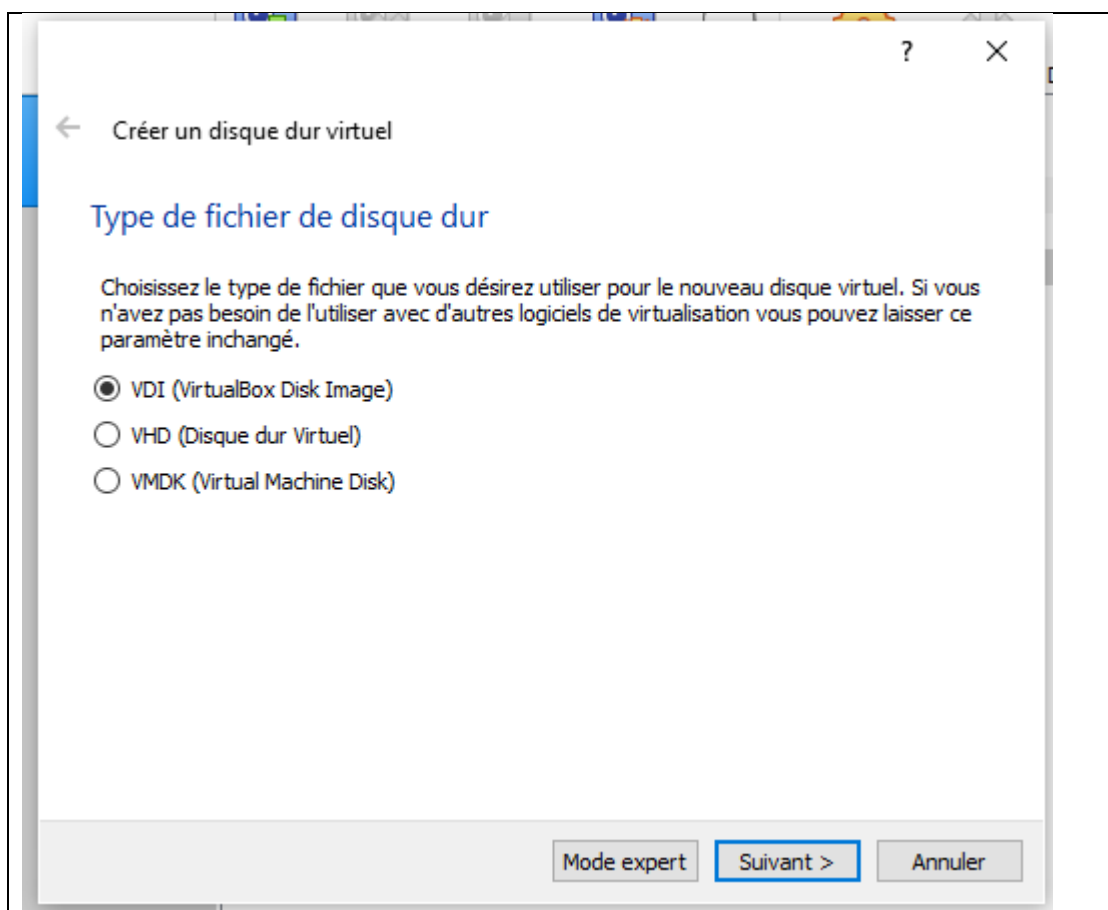 ?
Créer un disque dur virtuel
Type de fichier de disque dur
Choisissez le type de fichier que vous désirez utiliser pour le nouveau disque virtuel. Si vous
n'avez pas besoin de l'utiliser avec d'autres logiciels de virtualisation vous pouvez laisser ce
paramètre inchangé.
VDI (VirtualBox Disk Image)
VHD (Disque dur Virtuel)
VMDK (Virtual Machine Disk)
Mode expert Suivant > Annuler